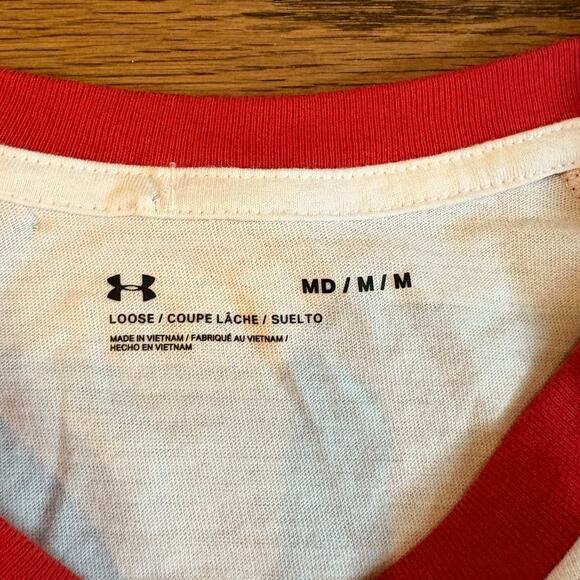 MD / M / M
LOOSE / COUPE LÂCHE / SUELTO
MADE IN VIETNAM / FABRIQUÉ AU VIETNAM /
HECHO EN VIETNAM